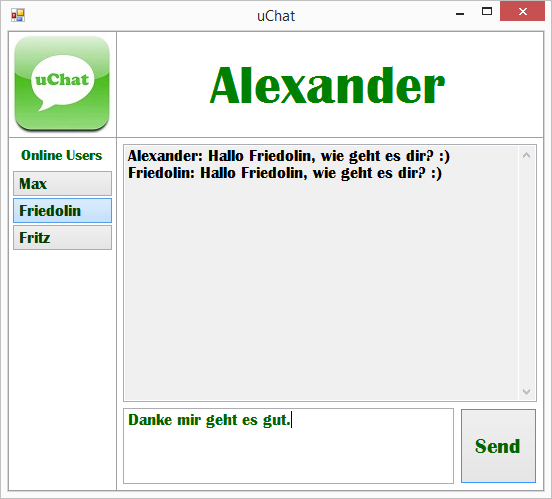 uChat
uChat
Alexander
Online Users
Max
Friedolin
Fritz
Alexander: Hallo Friedolin, wie geht es dir? :)
Friedolin: Hallo Friedolin, wie geht es dir? :)
Danke mir geht es gut.
Send